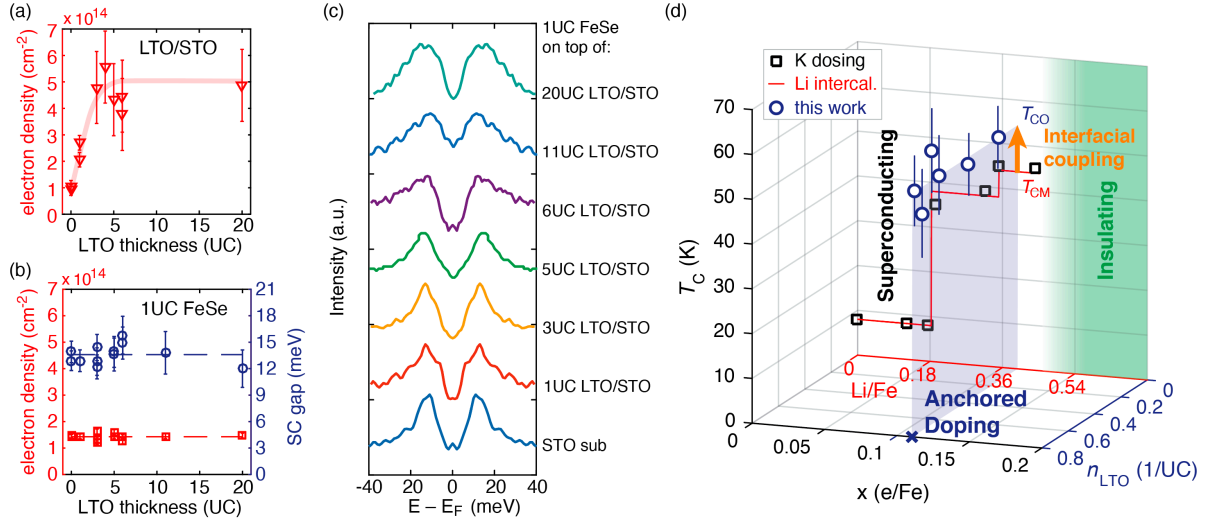 (a)
× 10¹⁴
7
6
5
4
3
2
1
0
electron density (cm⁻²)
LTO/STO
0 5 10 15 20
LTO thickness (UC)
(b)
× 10¹⁴
7
6
5
4
3
2
1
0
electron density (cm⁻²)
1UC FeSe
21
18
15
12
9
6
3
0
SC gap (meV)
0 5 10 15 20
LTO thickness (UC)
(c)
1UC FeSe
on top of:
20UC LTO/STO
11UC LTO/STO
6UC LTO/STO
5UC LTO/STO
3UC LTO/STO
1UC LTO/STO
STO sub
Intensity (a.u.)
-40 -20 0 20 40
E – E_F (meV)
(d)
K dosing
Li intercal.
this work
70
60
50
40
30
20
10
0
T_C (K)
Superconducting
T_CO
Interfacial
coupling
T_CM
Insulating
0 0.18 0.36 0.54
Li/Fe
Anchored
Doping
0 0.05 0.1 0.15 0.2
x (e/Fe)
0.8 0.6 0.4 0.2 0
n_LTO (1/UC)